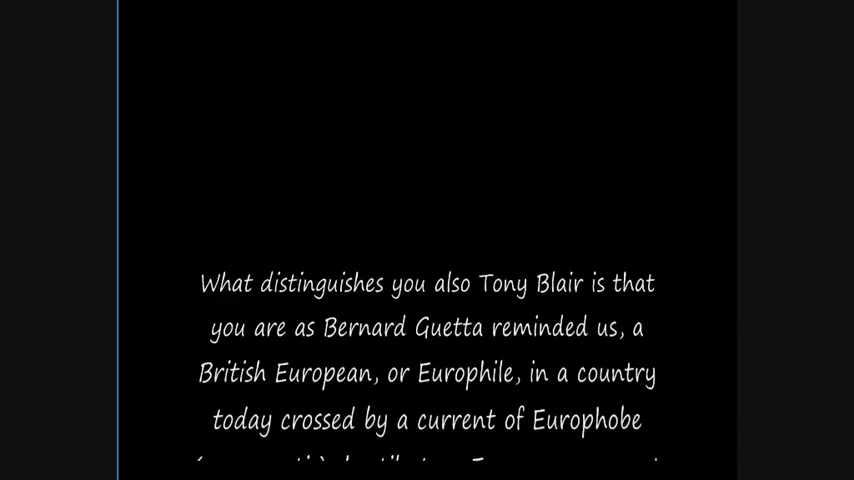 What distinguishes you also Tony Blair is that
you are as Bernard Guetta reminded us, a
British European, or Europhile, in a country
today crossed by a current of Europhobe